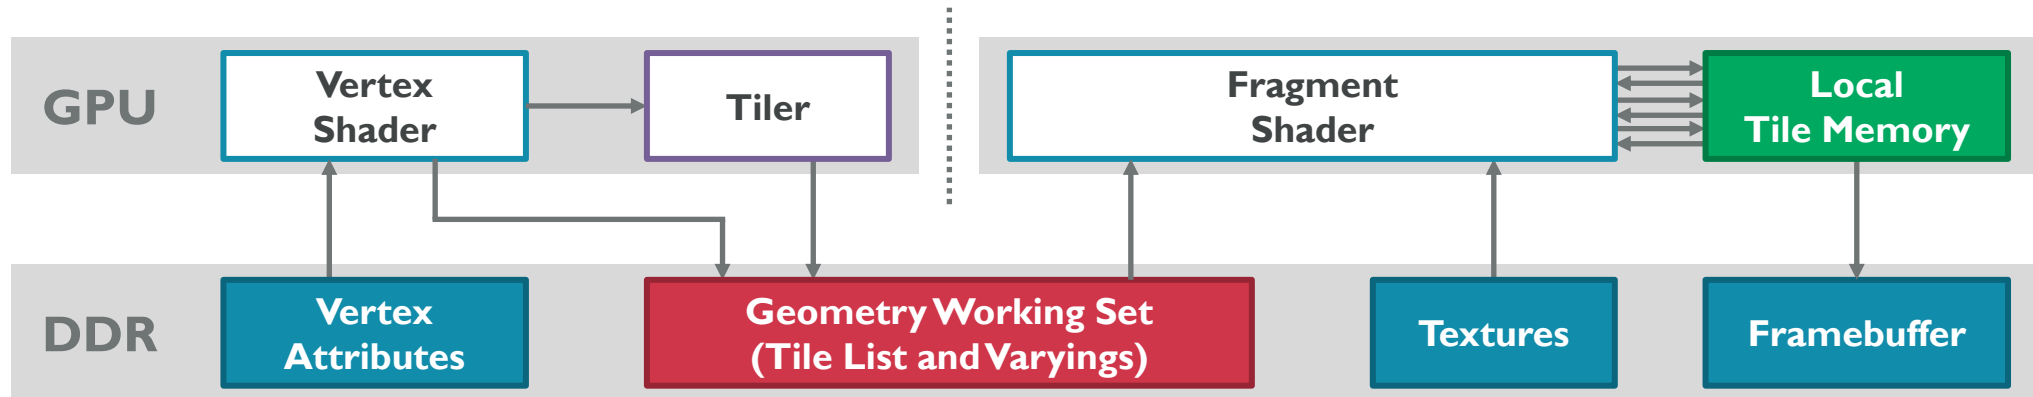 GPU
Vertex
Shader
Tiler
Fragment
Shader
Local
Tile Memory
DDR
Vertex
Attributes
Geometry Working Set
(Tile List and Varyings)
Textures
Framebuffer